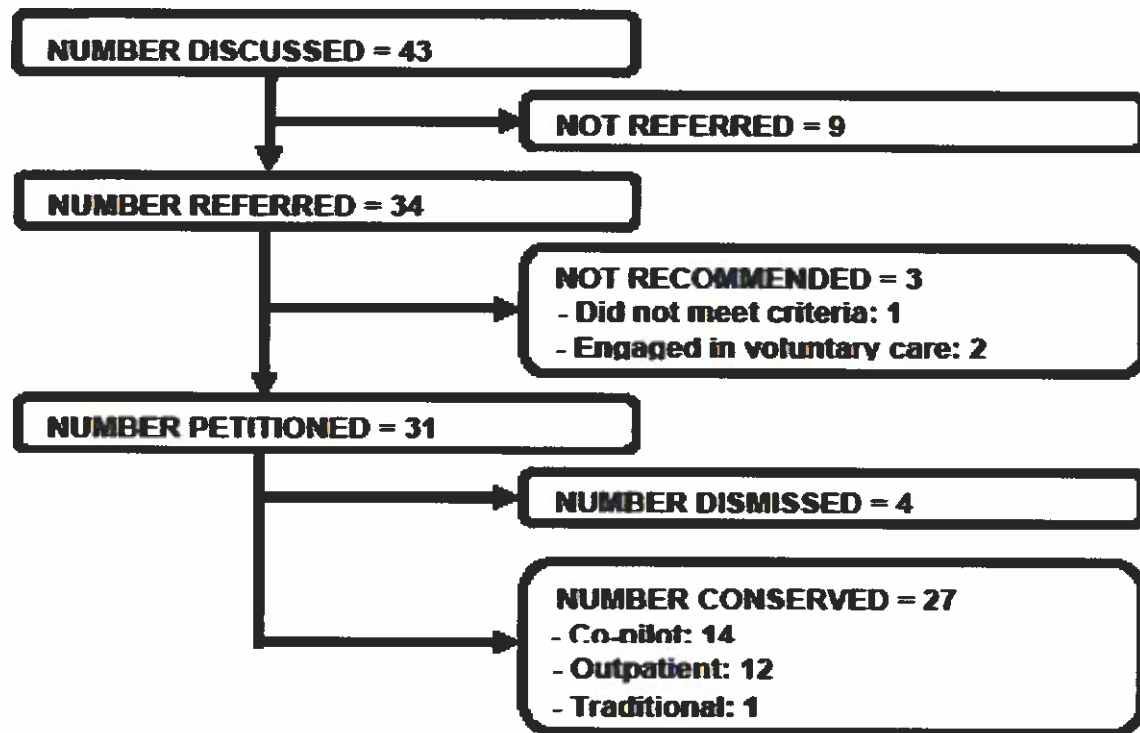 NUMBER DISCUSSED = 43
NOT REFERRED = 9
NUMBER REFERRED = 34
NOT RECOMMENDED = 3
- Did not meet criteria: 1
- Engaged in voluntary care: 2
NUMBER PETITIONED = 31
NUMBER DISMISSED = 4
NUMBER CONSERVED = 27
- Co-pilot: 14
- Outpatient: 12
- Traditional: 1